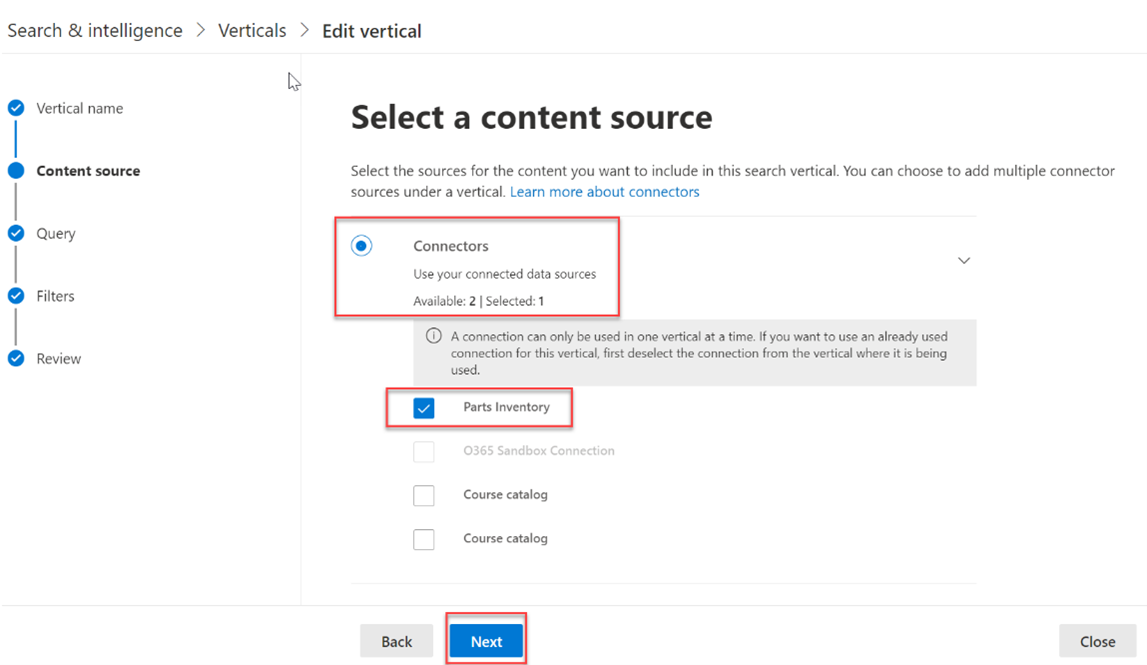 Search & intelligence > Verticals > Edit vertical
Vertical name
Content source
Query
Filters
Review
Select a content source
Select the sources for the content you want to include in this search vertical. You can choose to add multiple connector
sources under a vertical. Learn more about connectors
Connectors
Use your connected data sources
Available: 2 | Selected: 1
A connection can only be used in one vertical at a time. If you want to use an already used
connection for this vertical, first deselect the connection from the vertical where it is being
used.
Parts Inventory
O365 Sandbox Connection
Course catalog
Course catalog
Back
Next
Close